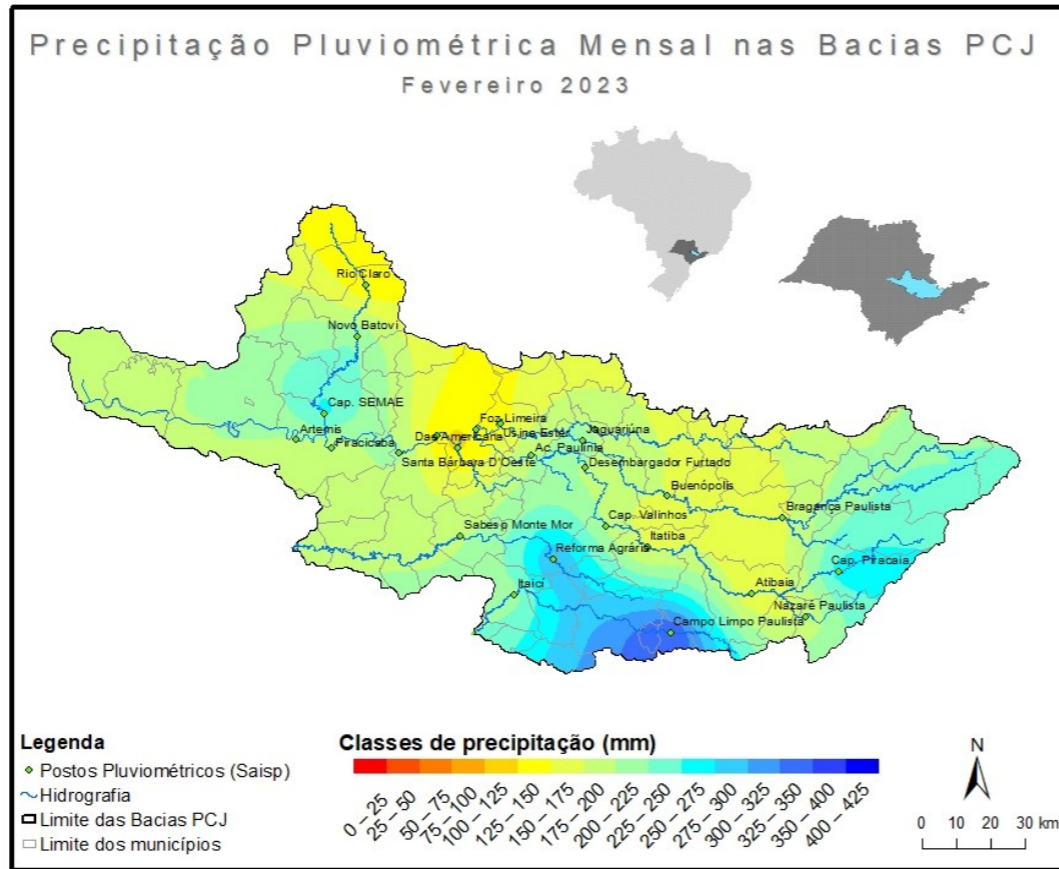 Precipitação Pluviométrica Mensal nas Bacias PCJ
Fevereiro 2023
Rio Claro
Novo Batovi
Cap. SEMAE
Artemis
Piracicaba
Foz Limeira
Usina Ester
Jaguariúna
Dae Americana
Ac. Paulínia
Santa Bárbara D'Oeste
Desembargador Furtado
Buenópolis
Bragança Paulista
Cap. Valinhos
Sabesp Monte Mor
Itatiba
Reforma Agrária
Cap. Piracaia
Itaici
Atibaia
Nazaré Paulista
Campo Limpo Paulista
Legenda
Postos Pluviométricos (Saisp)
Hidrografia
Limite das Bacias PCJ
Limite dos municípios
Classes de precipitação (mm)
0 – 25
25 – 50
50 – 75
75 – 100
100 – 125
125 – 150
150 – 175
175 – 200
200 – 225
225 – 250
250 – 275
275 – 300
300 – 325
325 – 350
350 – 400
400 – 425
N
0 10 20 30 km